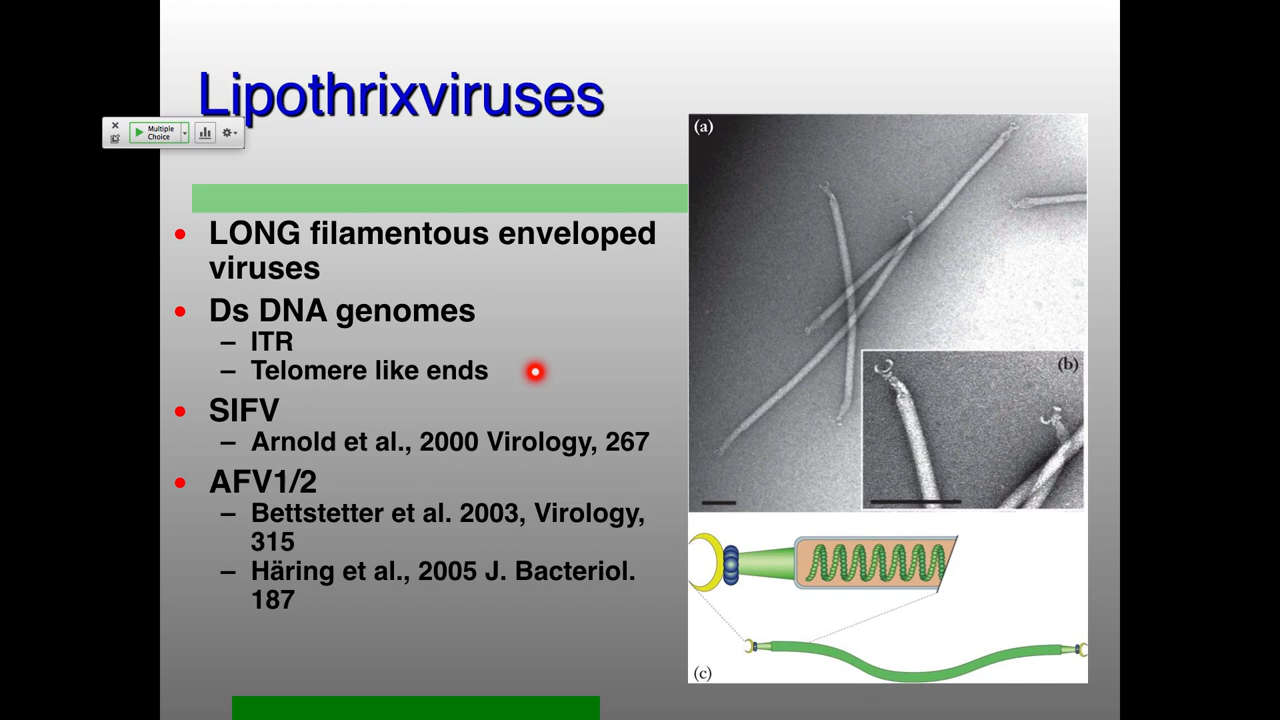 Lipothrixviruses
Multiple
Choice
LONG filamentous enveloped
viruses
Ds DNA genomes
– ITR
– Telomere like ends
SIFV
– Arnold et al., 2000 Virology, 267
AFV1/2
– Bettstetter et al. 2003, Virology,
315
– Häring et al., 2005 J. Bacteriol.
187
(a)
(b)
(c)